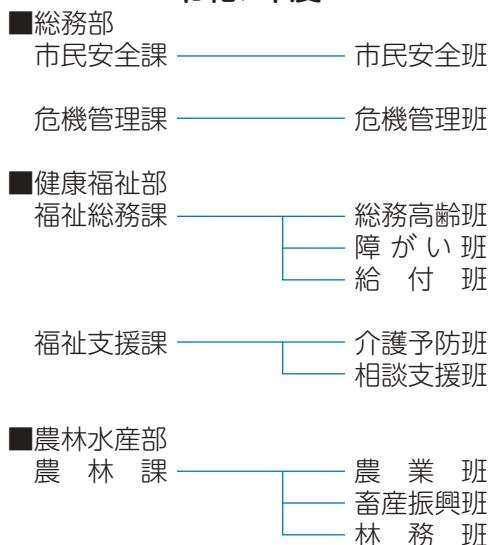 ■総務部
市民安全課 市民安全班
危機管理課 危機管理班
■健康福祉部
福祉総務課 総務高齢班
障がい班
給付班
福祉支援課 介護予防班
相談支援班
■農林水産部
農林課 農業班
畜産振興班
林務班